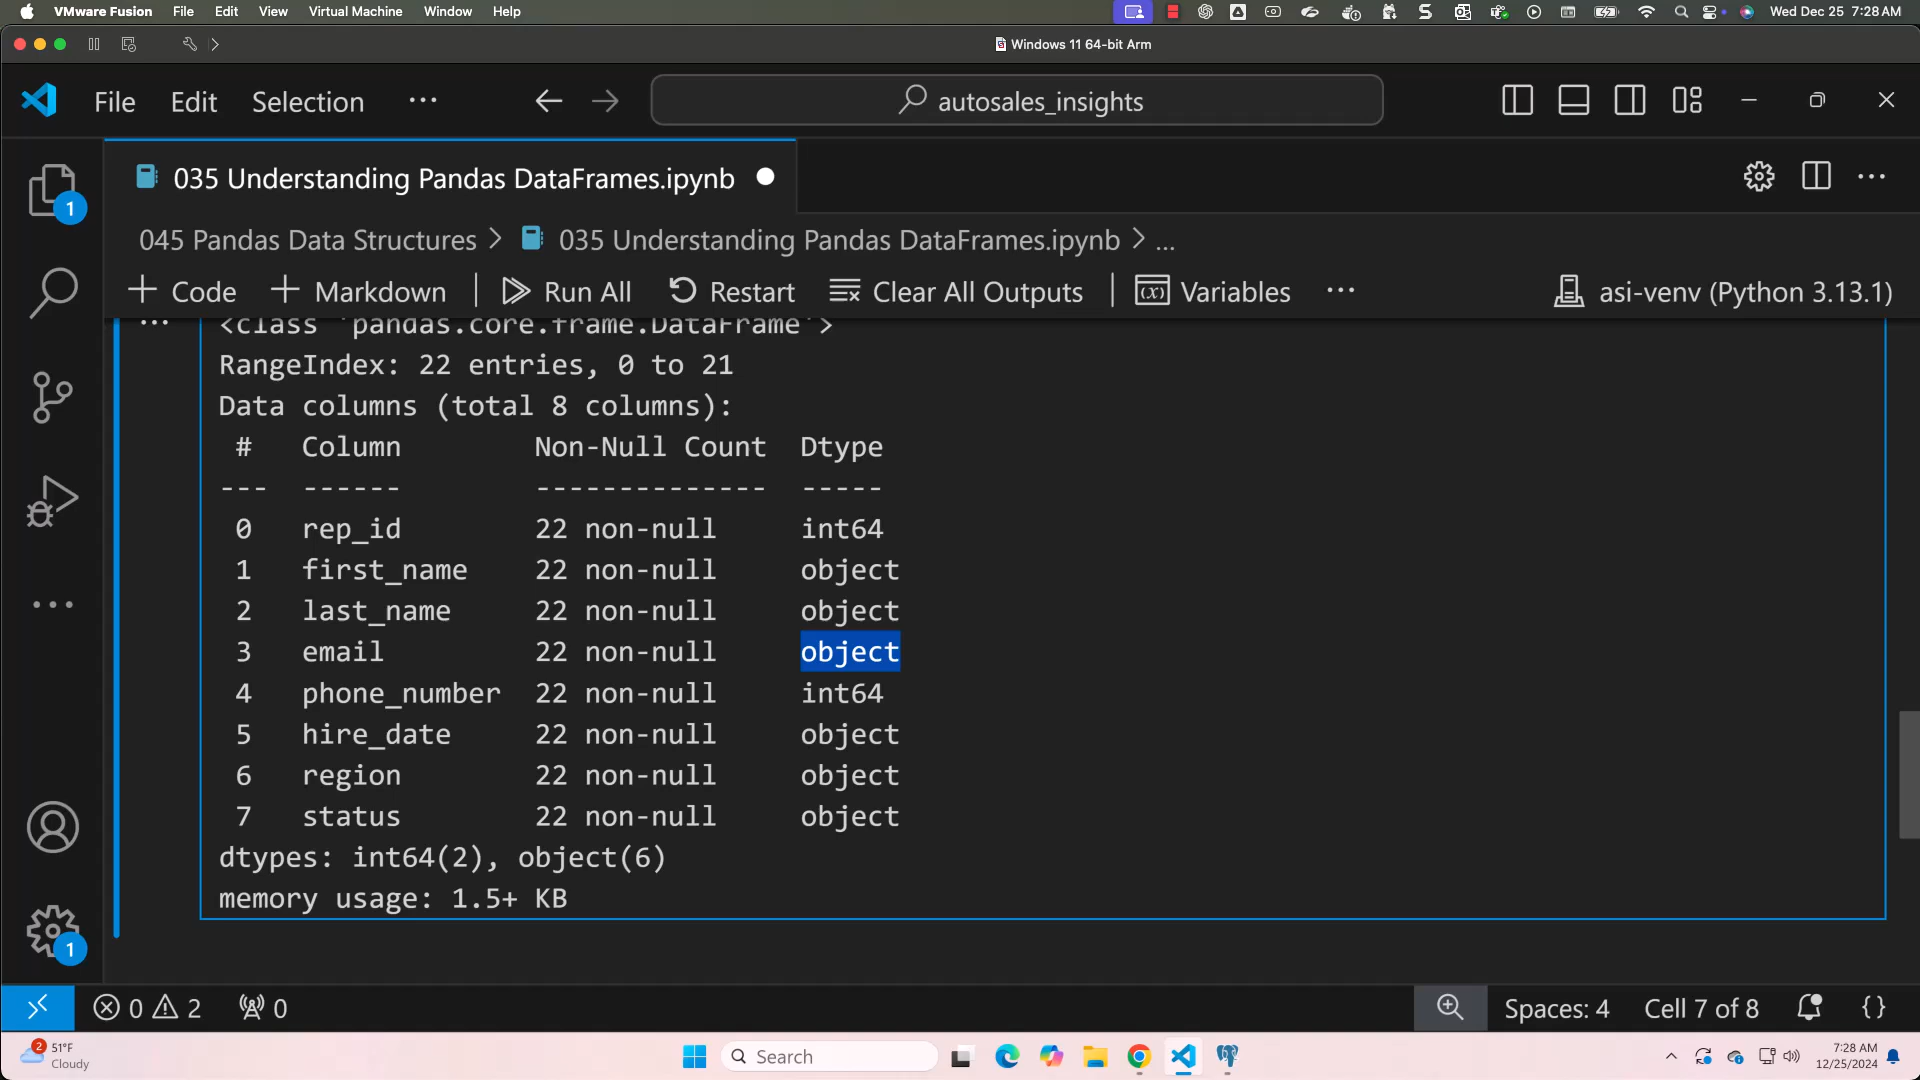 VMware Fusion File Edit View Virtual Machine Window Help Wed Dec 25 7:28 AM
Windows 11 64-bit Arm
File Edit Selection ··· autosales_insights
035 Understanding Pandas DataFrames.ipynb
045 Pandas Data Structures > 035 Understanding Pandas DataFrames.ipynb > ...
+ Code + Markdown | Run All Restart Clear All Outputs | Variables ··· asi-venv (Python 3.13.1)
<class 'pandas.core.frame.DataFrame'>
RangeIndex: 22 entries, 0 to 21
Data columns (total 8 columns):
# Column Non-Null Count Dtype
--- ------ -------------- -----
0 rep_id 22 non-null int64
1 first_name 22 non-null object
2 last_name 22 non-null object
3 email 22 non-null object
4 phone_number 22 non-null int64
5 hire_date 22 non-null object
6 region 22 non-null object
7 status 22 non-null object
dtypes: int64(2), object(6)
memory usage: 1.5+ KB
1
1
0 2 0 Spaces: 4 Cell 7 of 8 {}
2 51°F
Cloudy
Search
7:28 AM
12/25/2024